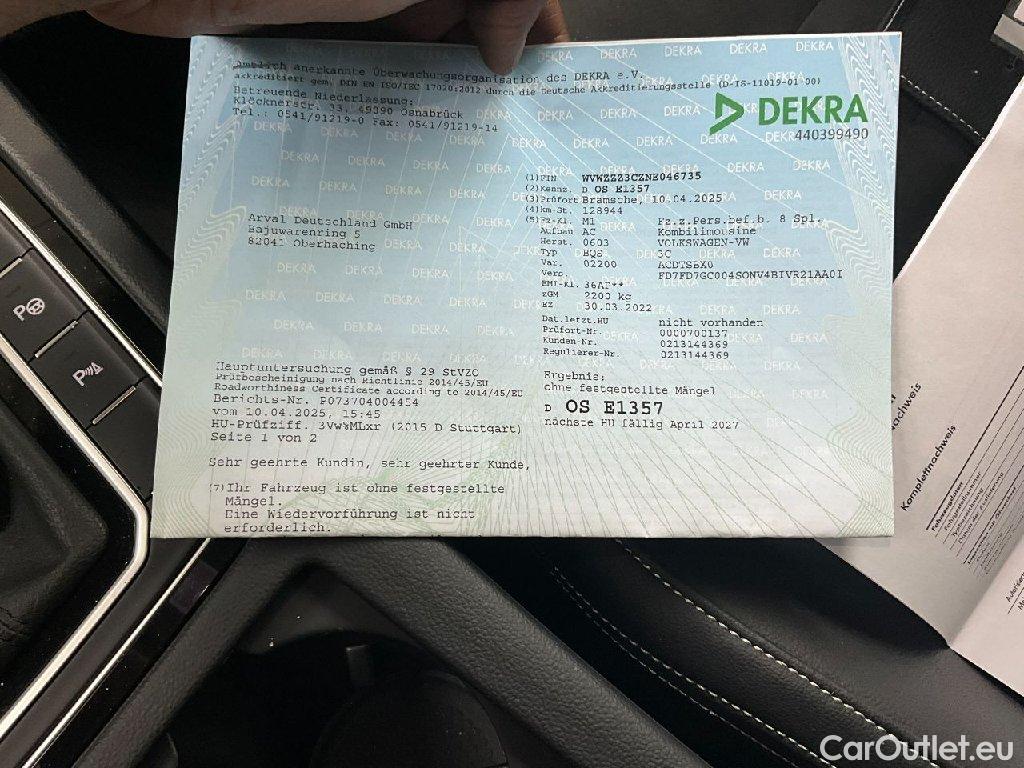 Amtlich anerkannte Überwachungsorganisation des DEKRA e.V.
akkreditiert gem. DIN EN ISO/IEC 17020:2012 durch die Deutsche Akkreditierungsstelle (D-IS-11019-01-00)
Betreuende Niederlassung:
Klöcknerstr. 33, 49090 Osnabrück
Tel.: 0541/91219-0 Fax: 0541/91219-14
DEKRA
440399490
Arval Deutschland GmbH
Bajuwarenring 5
82041 Oberhaching
(1) FIN WVWZZZ3CZNE046735
(2) Kennz. D OS E1357
(3) Prüfort Bramsche, 10.04.2025
(4) km-St. 128944
(5) Fz-Kl. M1 Fz.z.Pers.bef.b. 8 Spl.
Aufbau AC Kombilimousine
Herst. 0603 VOLKSWAGEN-VW
Typ 3C
Var. 02200 ACDTSBX0
Vers. FD7FD7GC004SONV4BIVR21AA0I
EMI-Kl. 36AP**
zGM 2200 kg
EZ 30.03.2022
Dat.letzt.HU nicht vorhanden
Prüfort-Nr. 0000700137
Kunden-Nr. 0213144369
Regulierer-Nr. 0213144369
Hauptuntersuchung gemäß § 29 StVZO
Prüfbescheinigung nach Richtlinie 2014/45/EU
Roadworthiness Certificate according to 2014/45/EU
Berichts-Nr. P073704004454
vom 10.04.2025, 15:45
HU-Prüfziff. 3Vw%MLxr (2015 D Stuttgart)
Seite 1 von 2
Ergebnis:
ohne festgestellte Mängel
D OS E1357
nächste HU fällig April 2027
Sehr geehrte Kundin, sehr geehrter Kunde,
(7) Ihr Fahrzeug ist ohne festgestellte
Mängel.
Eine Wiedervorführung ist nicht
erforderlich.
P
P
Komplettnachweis
CarOutlet.eu